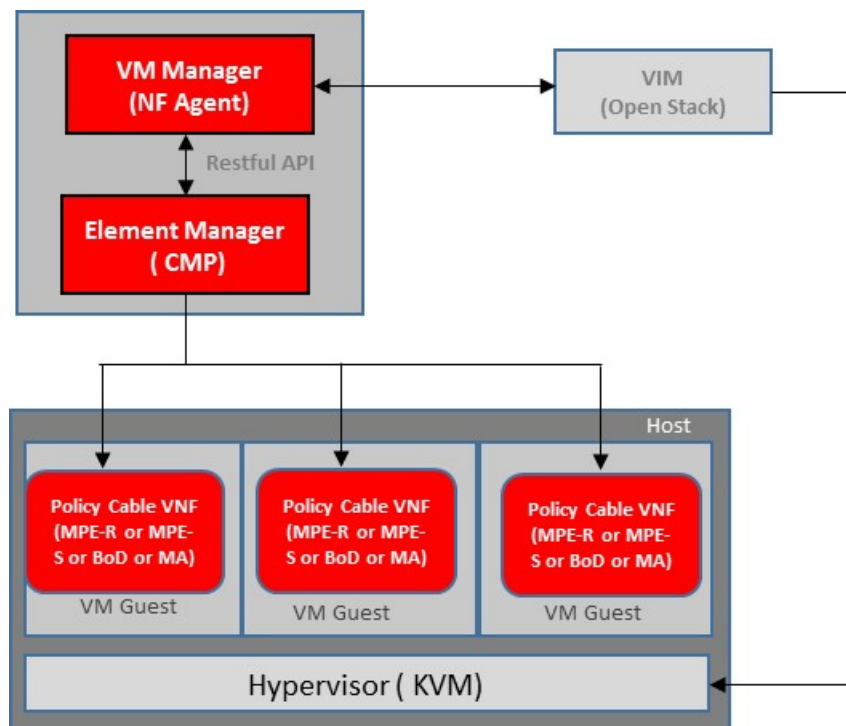 VM Manager
(NF Agent)
VIM
(Open Stack)
Restful API
Element Manager
( CMP)
Host
Policy Cable VNF
(MPE-R or MPE-
S or BoD or MA)
VM Guest
Policy Cable VNF
(MPE-R or MPE-
S or BoD or MA)
VM Guest
Policy Cable VNF
(MPE-R or MPE-
S or BoD or MA)
VM Guest
Hypervisor ( KVM)